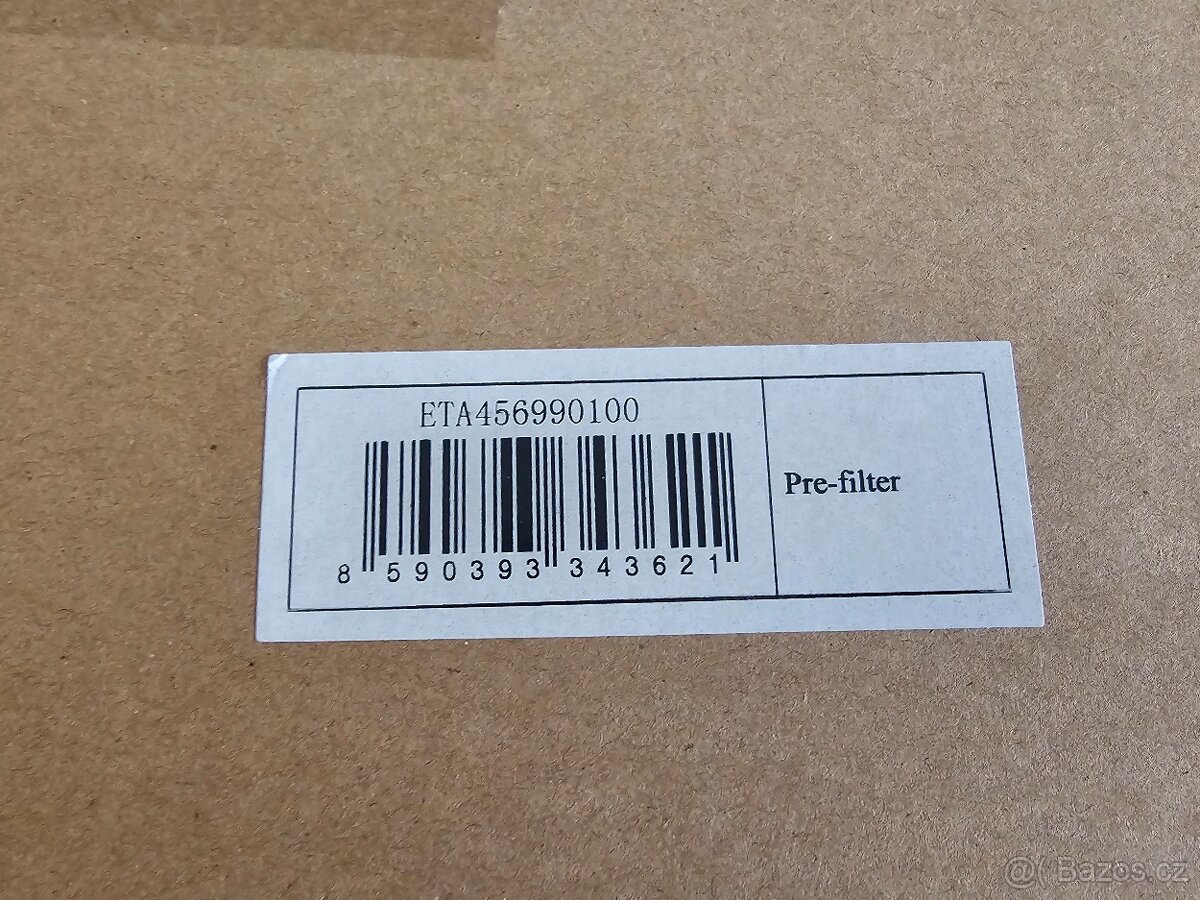 ETA456990100
8 590393 343621
Pre-filter
@( Bazos.cz